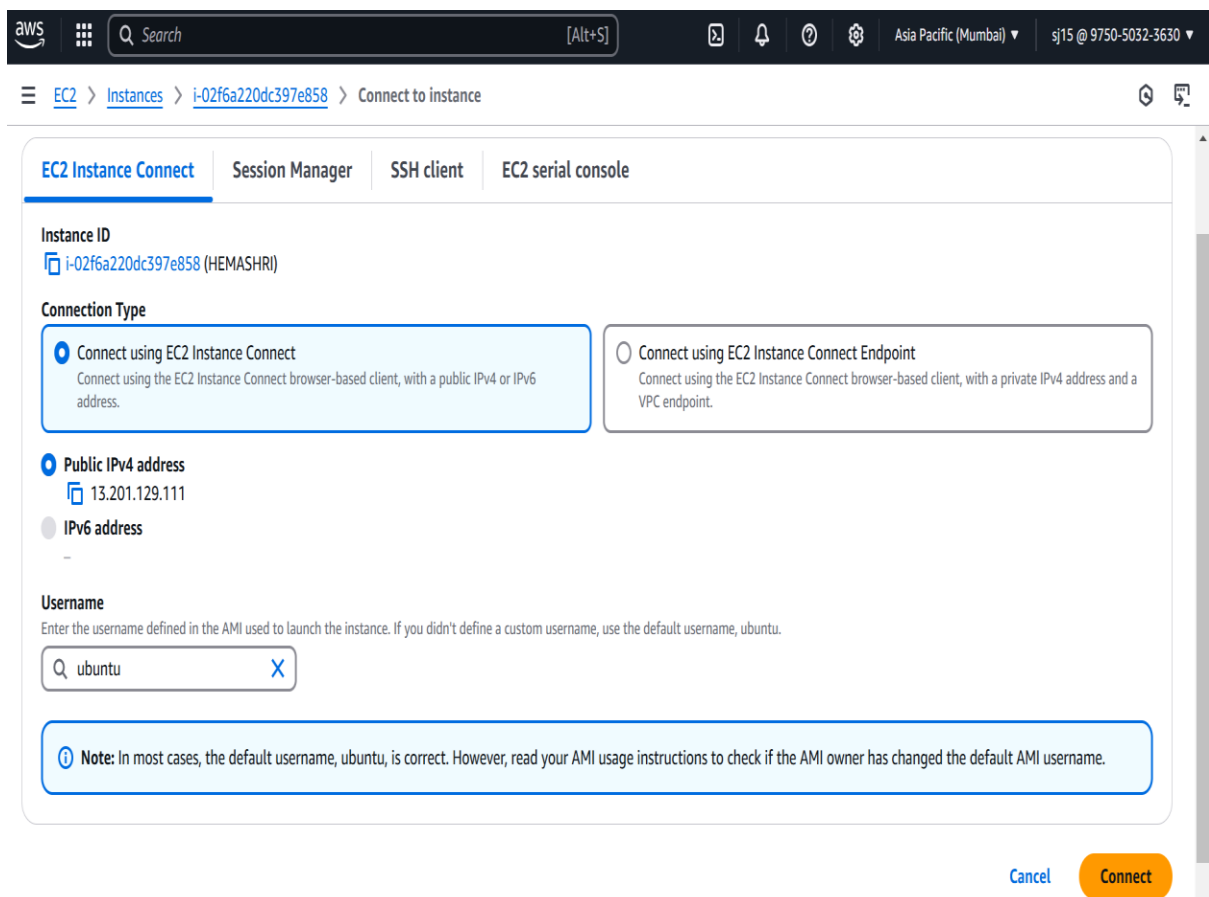 aws
Search [Alt+S] Asia Pacific (Mumbai) ▼ sj15 @ 9750-5032-3630 ▼
EC2 > Instances > i-02f6a220dc397e858 > Connect to instance
EC2 Instance Connect Session Manager SSH client EC2 serial console
Instance ID
i-02f6a220dc397e858 (HEMASHRI)
Connection Type
Connect using EC2 Instance Connect
Connect using the EC2 Instance Connect browser-based client, with a public IPv4 or IPv6
address.
Connect using EC2 Instance Connect Endpoint
Connect using the EC2 Instance Connect browser-based client, with a private IPv4 address and a
VPC endpoint.
Public IPv4 address
13.201.129.111
IPv6 address
–
Username
Enter the username defined in the AMI used to launch the instance. If you didn't define a custom username, use the default username, ubuntu.
ubuntu
Note: In most cases, the default username, ubuntu, is correct. However, read your AMI usage instructions to check if the AMI owner has changed the default AMI username.
Cancel Connect